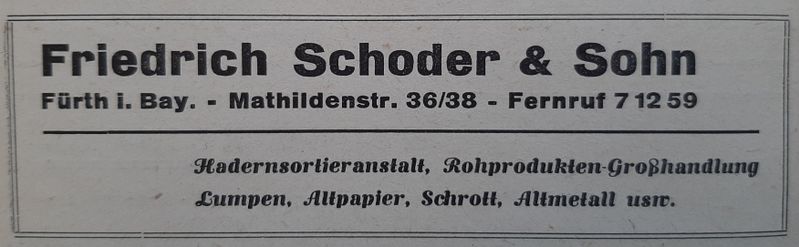 Friedrich Schoder & Sohn
Fürth i. Bay. - Mathildenstr. 36/38 - Fernruf 7 12 59
Hadernsortieranstalt, Rohprodukten-Großhandlung
Lumpen, Altpapier, Schrott, Altmetall usw.